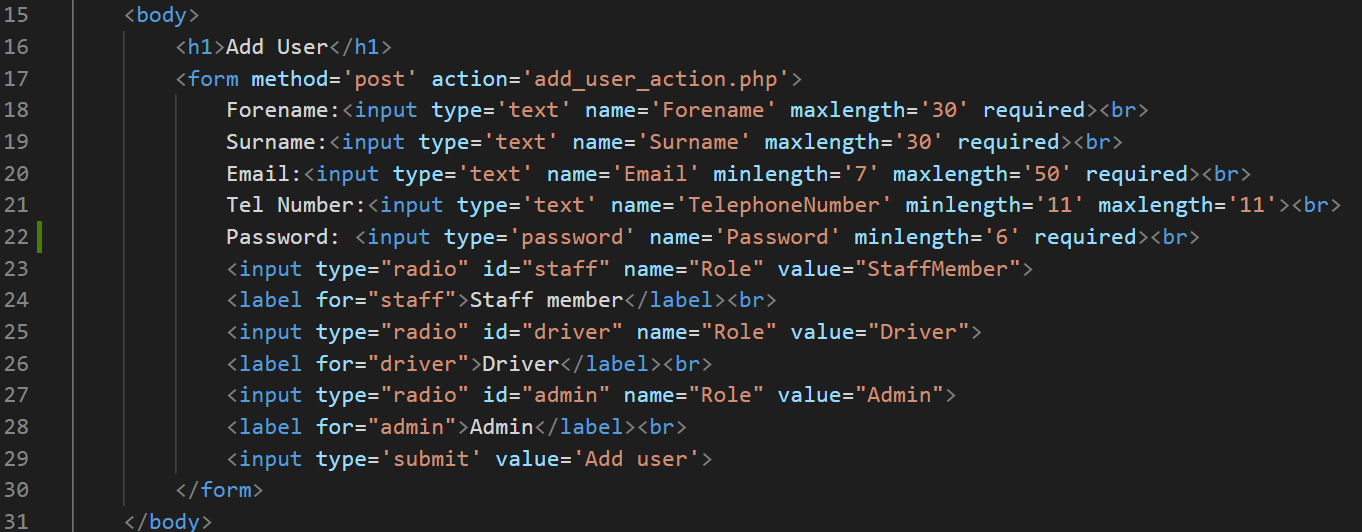 15 <body>
16 <h1>Add User</h1>
17 <form method='post' action='add_user_action.php'>
18 Forename:<input type='text' name='Forename' maxlength='30' required><br>
19 Surname:<input type='text' name='Surname' maxlength='30' required><br>
20 Email:<input type='text' name='Email' minlength='7' maxlength='50' required><br>
21 Tel Number:<input type='text' name='TelephoneNumber' minlength='11' maxlength='11'><br>
22 Password: <input type='password' name='Password' minlength='6' required><br>
23 <input type="radio" id="staff" name="Role" value="StaffMember">
24 <label for="staff">Staff member</label><br>
25 <input type="radio" id="driver" name="Role" value="Driver">
26 <label for="driver">Driver</label><br>
27 <input type="radio" id="admin" name="Role" value="Admin">
28 <label for="admin">Admin</label><br>
29 <input type='submit' value='Add user'>
30 </form>
31 </body>